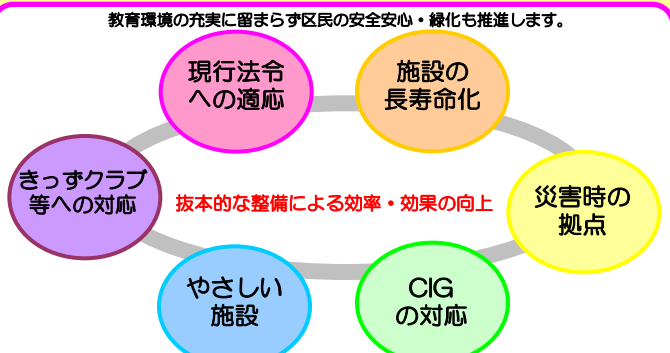 教育環境の充実に留まらず区民の安全安心・緑化も推進します。
現行法令
への適応
施設の
長寿命化
きっずクラブ
等への対応
抜本的な整備による効率・効果の向上
災害時の
拠点
やさしい
施設
CIG
の対応